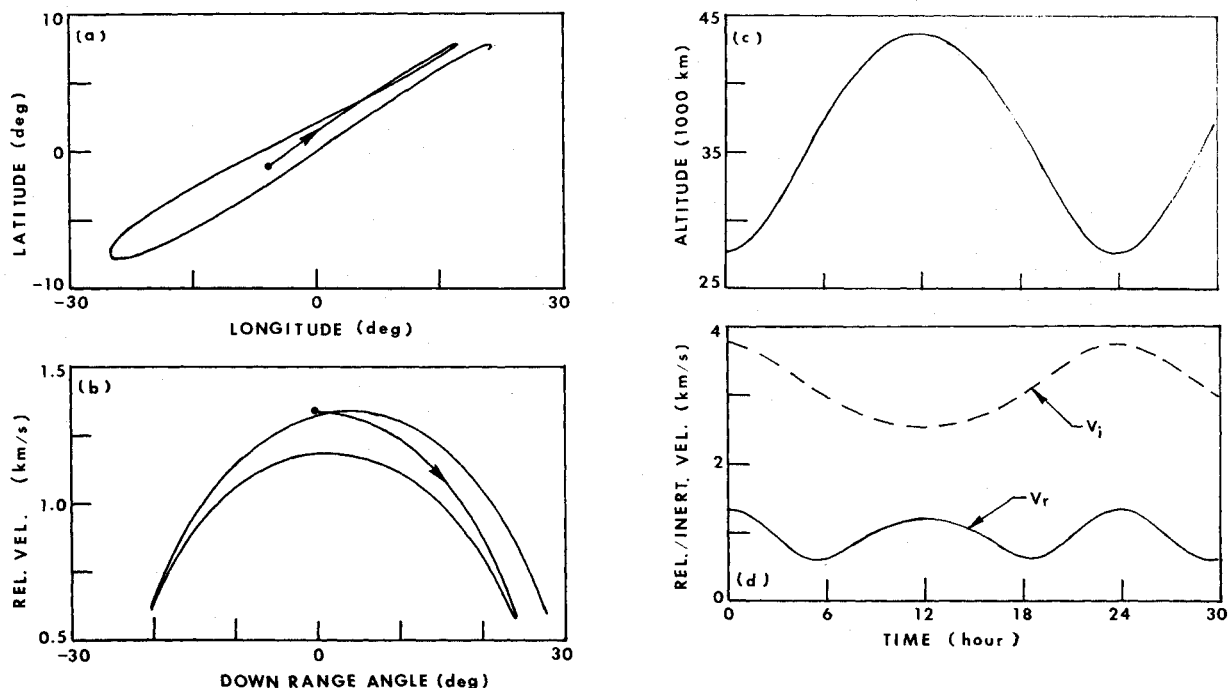 (a)
LATITUDE (deg)
10
0
-10
-30
0
30
LONGITUDE (deg)
(b)
REL. VEL. (km/s)
1.5
1.0
0.5
-30
0
30
DOWN RANGE ANGLE (deg)
(c)
ALTITUDE (1000 km)
45
35
25
(d)
REL./INERT. VEL. (km/s)
4
2
0
Vi
Vr
0
6
12
18
24
30
TIME (hour)